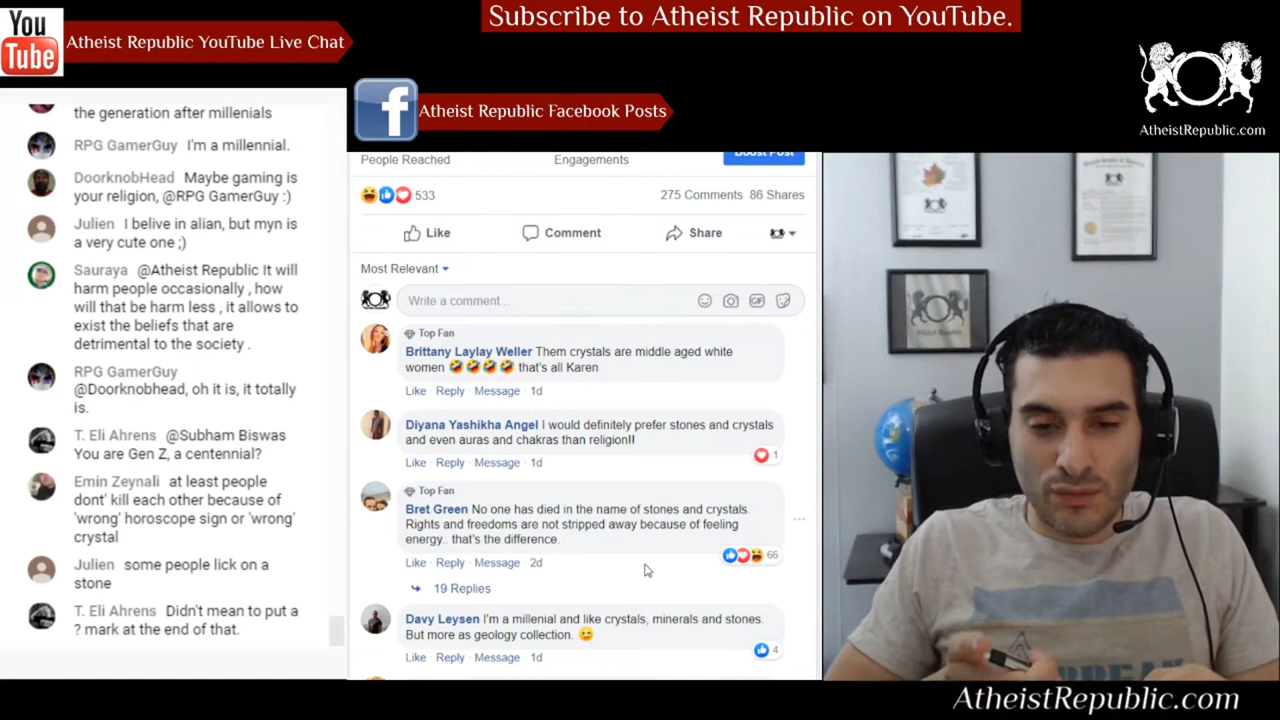 Subscribe to Atheist Republic on YouTube.
You
Tube
Atheist Republic YouTube Live Chat
AtheistRepublic.com
f
Atheist Republic Facebook Posts
the generation after millenials
RPG GamerGuy I'm a millennial.
DoorknobHead Maybe gaming is
your religion, @RPG GamerGuy :)
Julien I belive in alian, but myn is
a very cute one ;)
Sauraya @Atheist Republic It will
harm people occasionally , how
will that be harm less , it allows to
exist the beliefs that are
detrimental to the society .
RPG GamerGuy
@Doorknobhead, oh it is, it totally
is.
T. Eli Ahrens @Subham Biswas
You are Gen Z, a centennial?
Emin Zeynali at least people
dont' kill each other because of
'wrong' horoscope sign or 'wrong'
crystal
Julien some people lick on a
stone
T. Eli Ahrens Didn't mean to put a
? mark at the end of that.
People Reached Engagements Boost Post
533 275 Comments 86 Shares
Like Comment Share
Most Relevant
Write a comment... GIF
Top Fan
Brittany Laylay Weller Them crystals are middle aged white
women 🤣🤣🤣🤣 that's all Karen
Like · Reply · Message · 1d
Diyana Yashikha Angel I would definitely prefer stones and crystals
and even auras and chakras than religion!!
1
Like · Reply · Message · 1d
Top Fan
Bret Green No one has died in the name of stones and crystals.
Rights and freedoms are not stripped away because of feeling
energy.. that's the difference.
66
Like · Reply · Message · 2d
19 Replies
Davy Leysen I'm a millenial and like crystals, minerals and stones.
But more as geology collection. 😉
4
Like · Reply · Message · 1d
AtheistRepublic.com